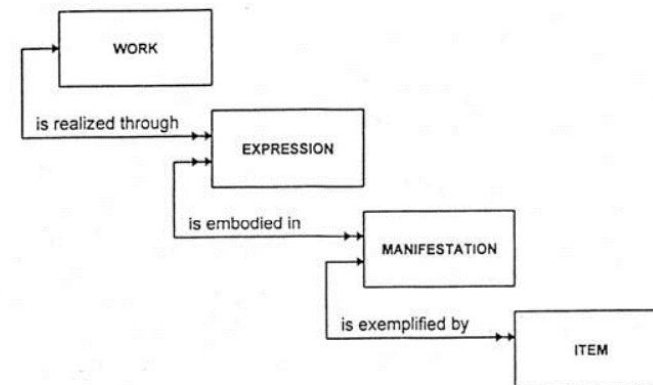 WORK
is realized through
EXPRESSION
is embodied in
MANIFESTATION
is exemplified by
ITEM